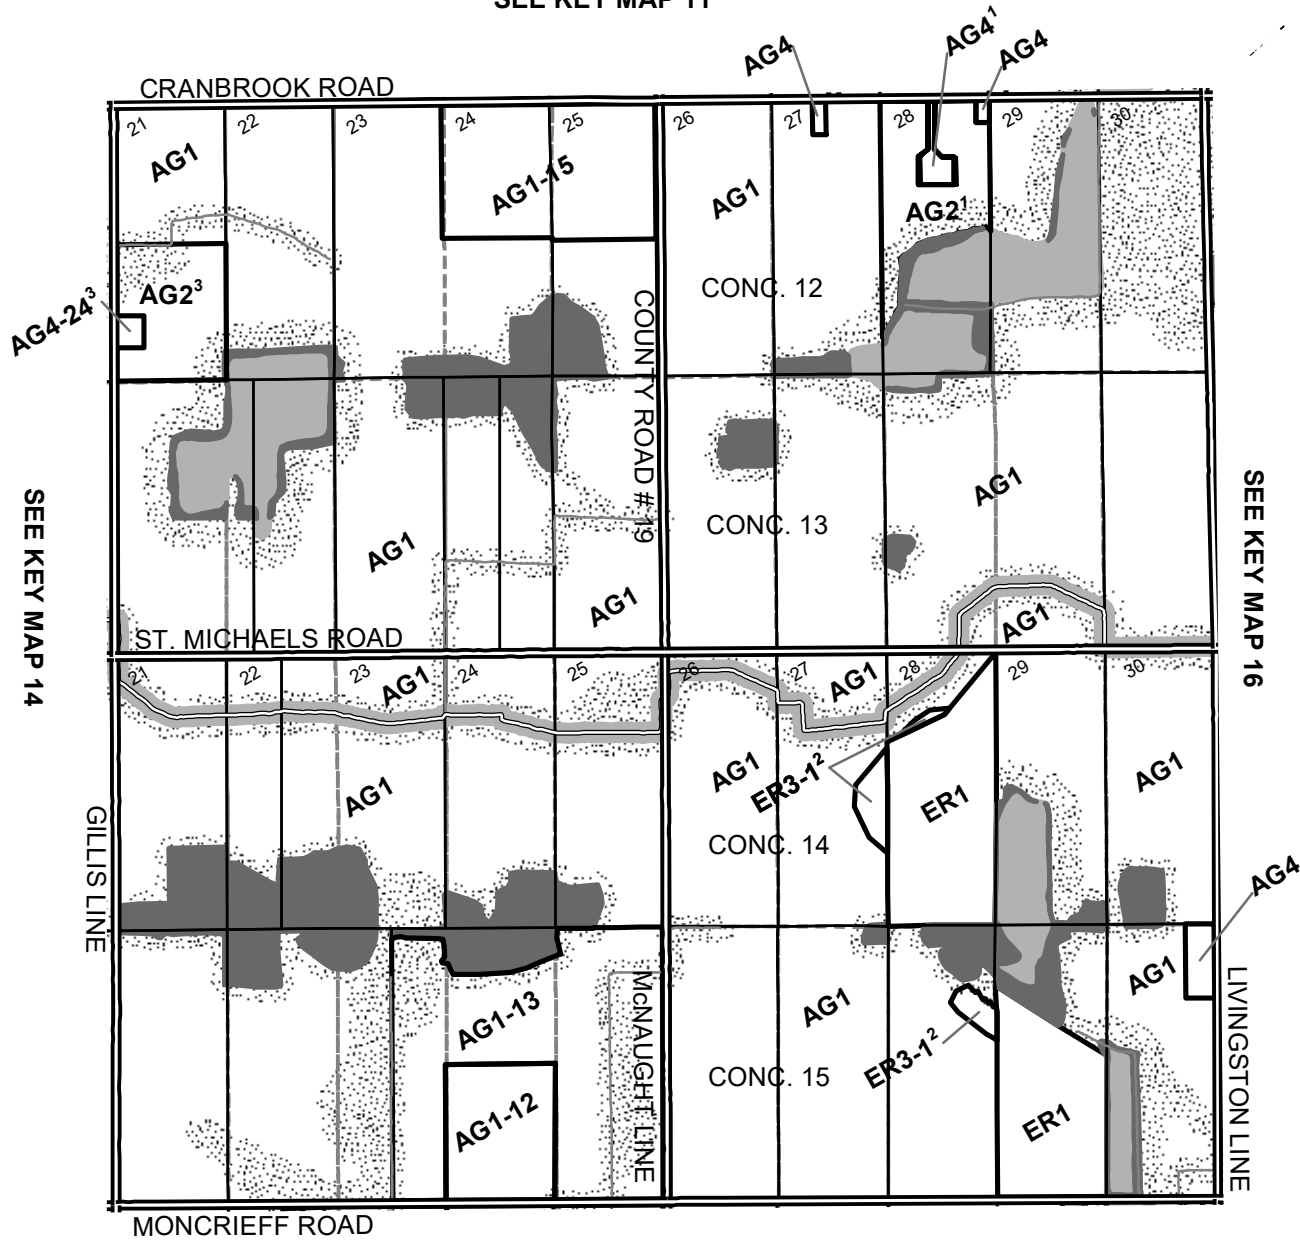 SEE KEY MAP 11
AG4
AG4¹
AG4
CRANBROOK ROAD
21
22
23
24
25
26
27
28
29
30
AG1
AG1-15
AG1
AG2¹
AG2³
AG4-24³
CONC. 12
COUNTY ROAD # 19
SEE KEY MAP 14
SEE KEY MAP 16
AG1
CONC. 13
AG1
AG1
AG1
ST. MICHAELS ROAD
21
22
23
24
25
26
27
28
29
30
AG1
AG1
AG1
AG1
AG1
ER3-1²
ER1
CONC. 14
GILLIS LINE
AG4
AG1
AG1
AG1-13
McNAUGHT LINE
LIVINGSTON LINE
ER3-1²
CONC. 15
AG1-12
ER1
MONCRIEFF ROAD